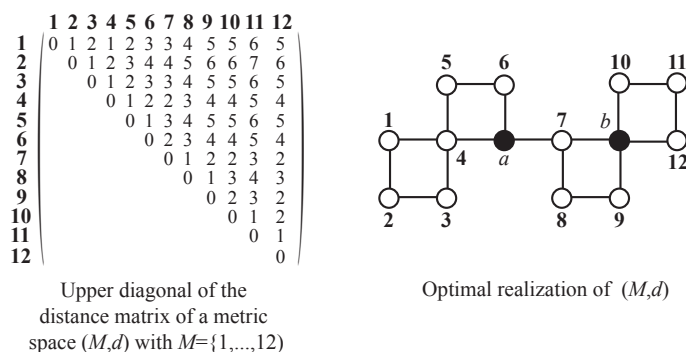 1 2 3 4 5 6 7 8 9 10 11 12
1 0 1 2 1 2 3 3 4 5 5 6 5
2 0 1 2 3 4 4 5 6 6 7 6
3 0 1 2 3 3 4 5 5 6 5
4 0 1 2 2 3 4 4 5 4
5 0 1 3 4 5 5 6 5
6 0 2 3 4 4 5 4
7 0 1 2 2 3 2
8 0 1 3 4 3
9 0 2 3 2
10 0 1 2
11 0 1
12 0
Upper diagonal of the
distance matrix of a metric
space (M,d) with M={1,...,12)
5 6 10 11
1 7 b
4 a 12
2 3 8 9
Optimal realization of (M,d)